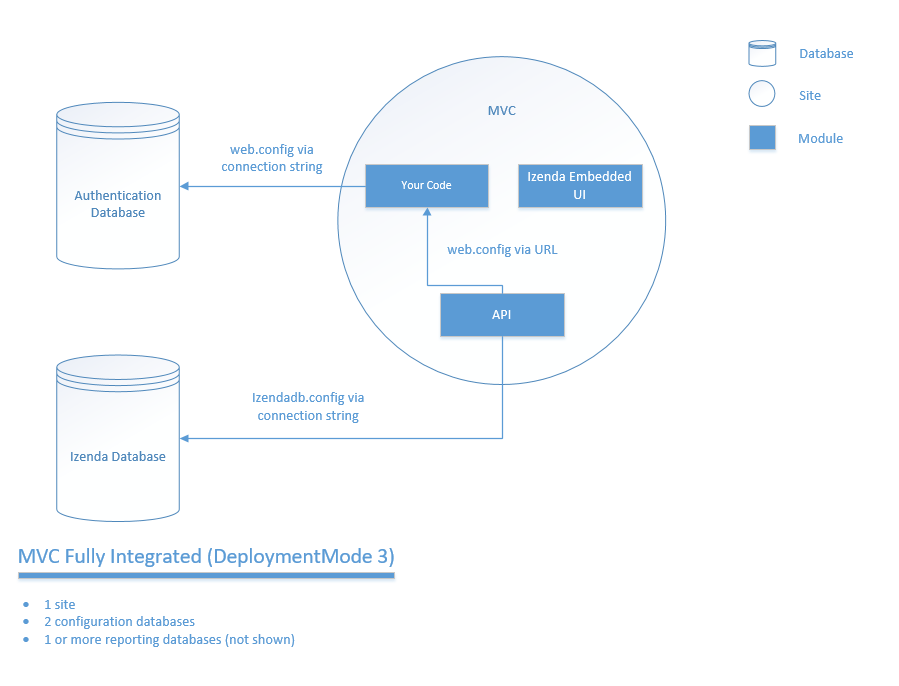 Database
Site
Module
MVC
web.config via
connection string
Your Code
Izenda Embedded
UI
Authentication
Database
web.config via URL
API
Izendadb.config via
connection string
Izenda Database
MVC Fully Integrated (DeploymentMode 3)
• 1 site
• 2 configuration databases
• 1 or more reporting databases (not shown)